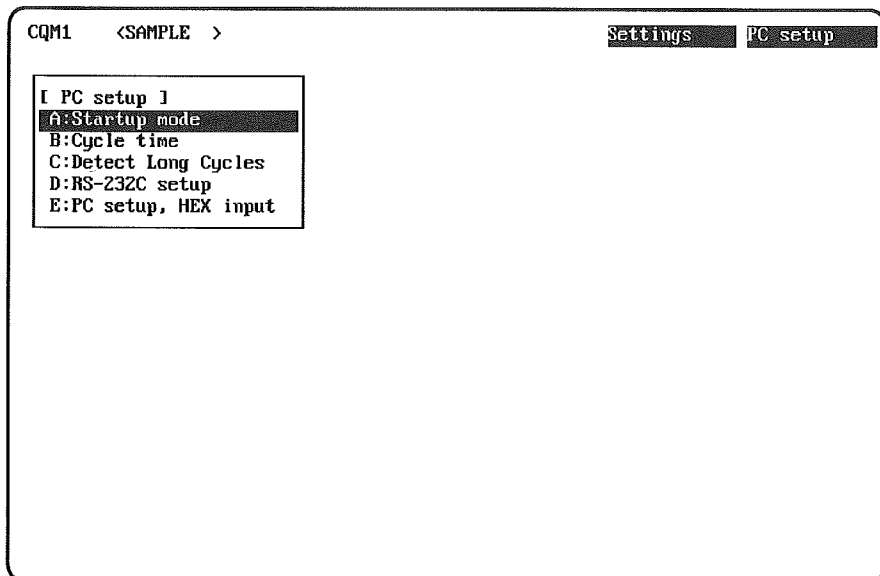 CQM1 <SAMPLE > Settings PC setup
[ PC setup ]
A:Startup mode
B:Cycle time
C:Detect Long Cycles
D:RS-232C setup
E:PC setup, HEX input